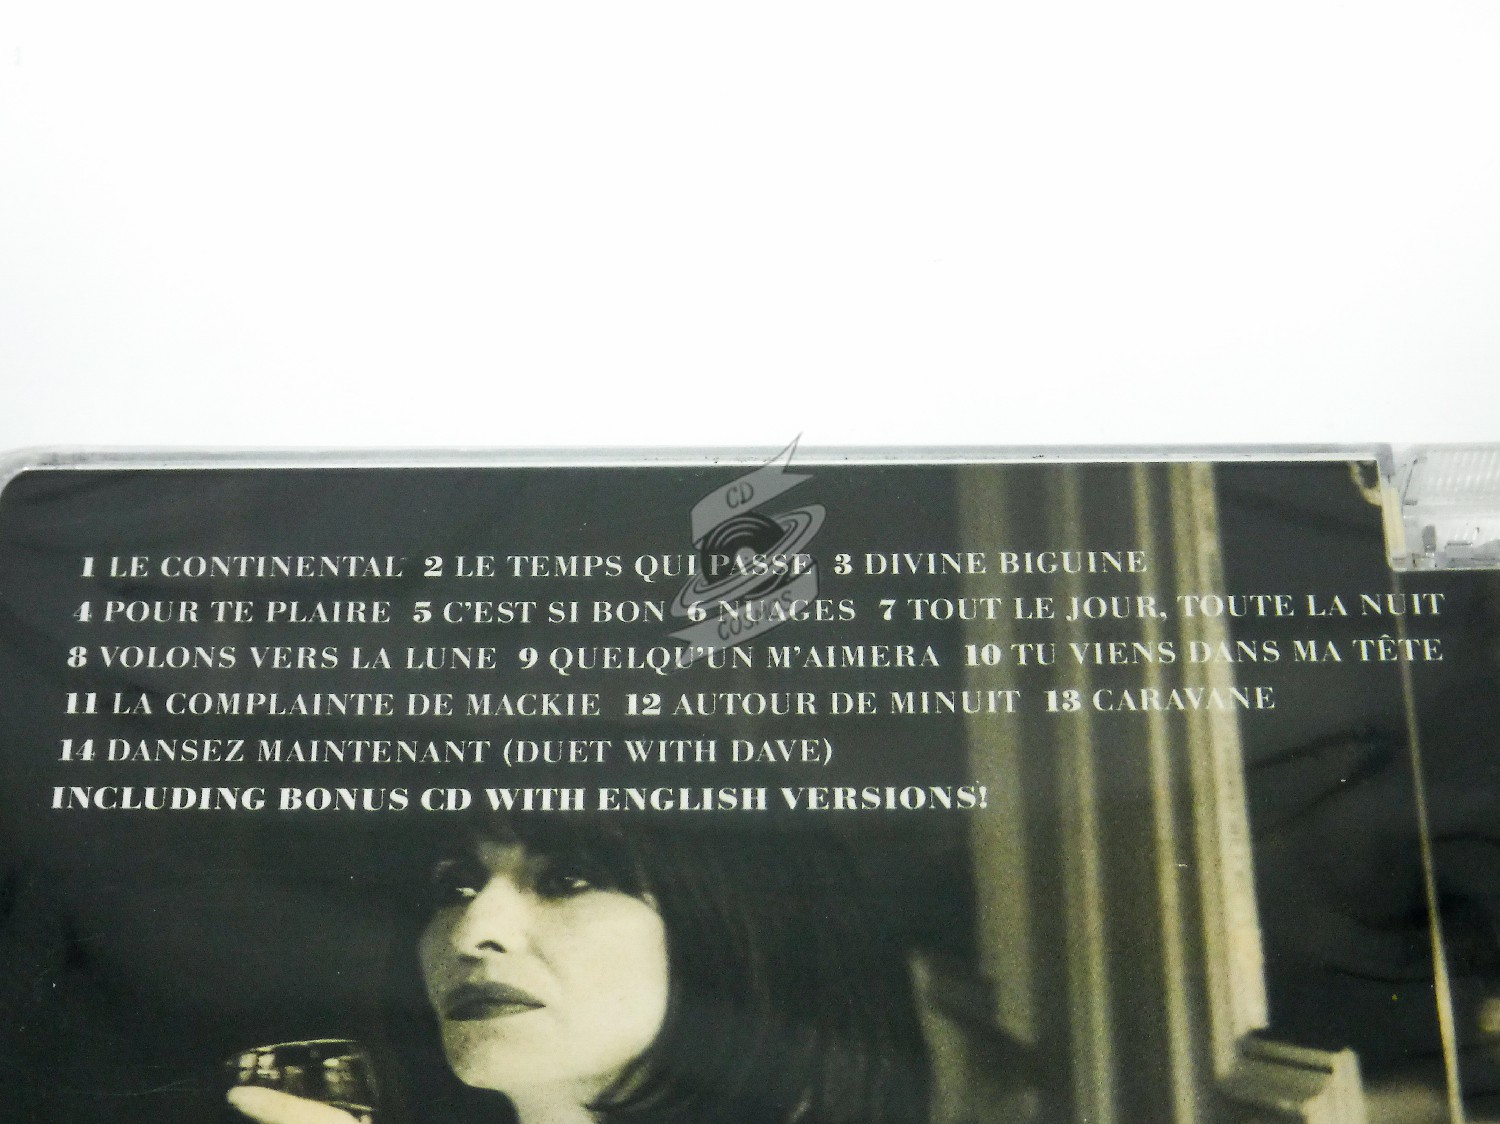 1 LE CONTINENTAL 2 LE TEMPS QUI PASSE 3 DIVINE BIGUINE
4 POUR TE PLAIRE 5 C'EST SI BON 6 NUAGES 7 TOUT LE JOUR, TOUTE LA NUIT
8 VOLONS VERS LA LUNE 9 QUELQU'UN M'AIMERA 10 TU VIENS DANS MA TÊTE
11 LA COMPLAINTE DE MACKIE 12 AUTOUR DE MINUIT 13 CARAVANE
14 DANSEZ MAINTENANT (DUET WITH DAVE)
INCLUDING BONUS CD WITH ENGLISH VERSIONS!
CD
COSMOS